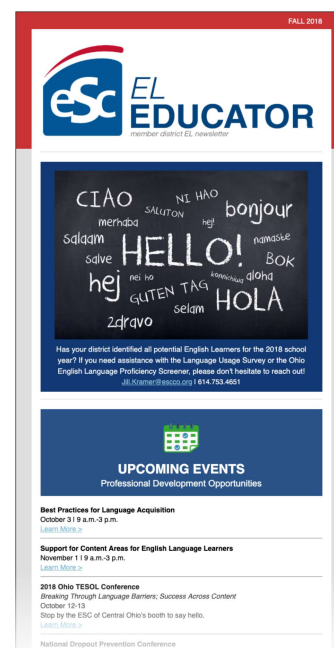 FALL 2018
eSc
EL
EDUCATOR
member district EL newsletter
CIAO
NI HAO
bonjour
SALUTON
merhaba
hej!
salaam
HELLO!
namaste
salve
BOK
hej
nei ho
konnichiwa
aloha
GUTEN TAG
HOLA
selam
zdravo
Has your district identified all potential English Learners for the 2018 school
year? If you need assistance with the Language Usage Survey or the Ohio
English Language Proficiency Screener, please don't hesitate to reach out!
Jill.Kramer@escco.org | 614.753.4651
UPCOMING EVENTS
Professional Development Opportunities
Best Practices for Language Acquisition
October 3 | 9 a.m.-3 p.m.
Learn More >
Support for Content Areas for English Language Learners
November 1 | 9 a.m.-3 p.m.
Learn More >
2018 Ohio TESOL Conference
Breaking Through Language Barriers; Success Across Content
October 12-13
Stop by the ESC of Central Ohio's booth to say hello.
Learn More >
National Dropout Prevention Conference